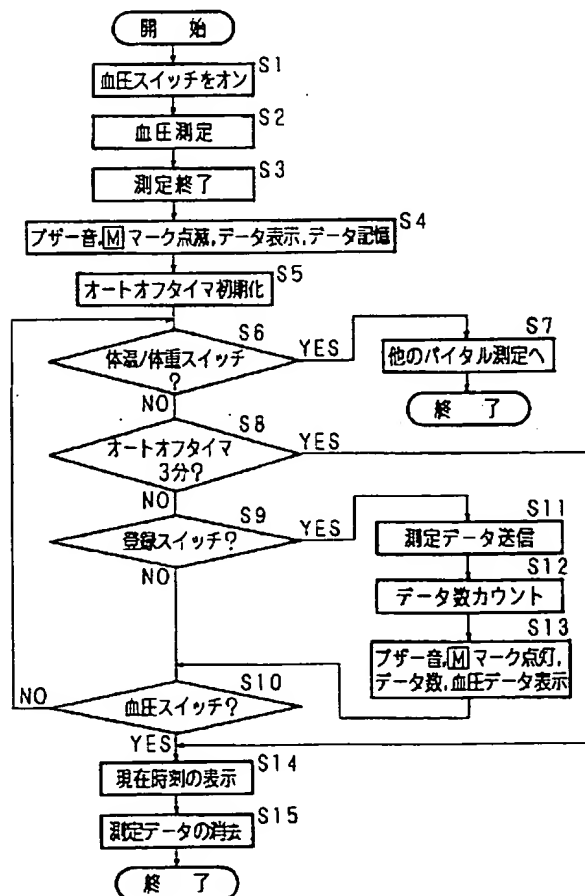 開始
S1
血圧スイッチをオン
S2
血圧測定
S3
測定終了
S4
ブザー音,Mマーク点滅,データ表示,データ記憶
S5
オートオフタイマ初期化
S6
体温/体重スイッチ
?
YES
NO
S7
他のバイタル測定へ
終了
S8
オートオフタイマ
3分?
YES
NO
S9
登録スイッチ?
YES
NO
S11
測定データ送信
S12
データ数カウント
S13
ブザー音,Mマーク点灯,
データ数,血圧データ表示
S10
血圧スイッチ?
NO
YES
S14
現在時刻の表示
S15
測定データの消去
終了